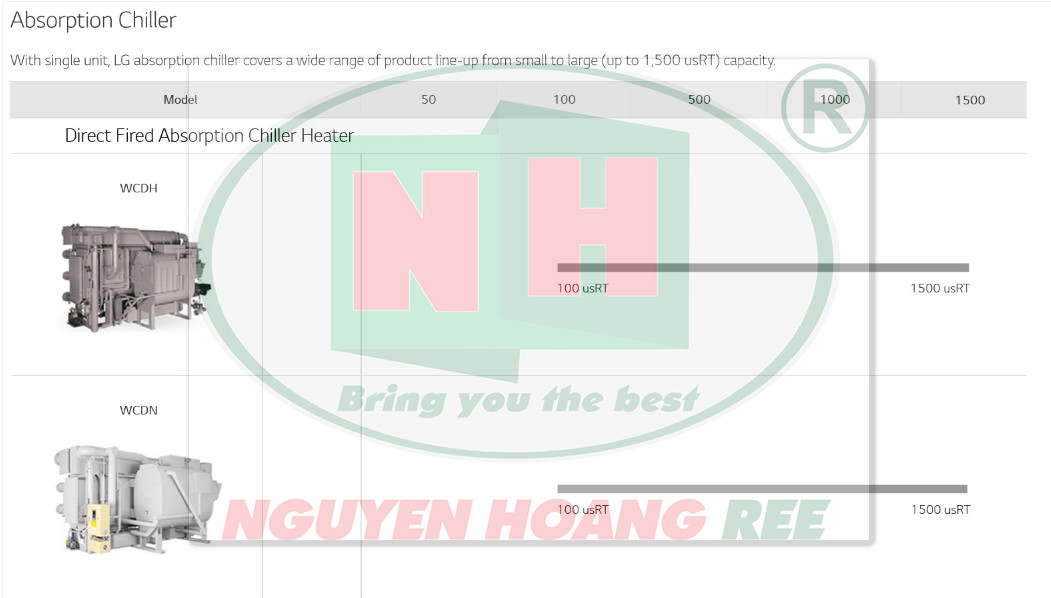 Absorption Chiller
With single unit, LG absorption chiller covers a wide range of product line-up from small to large (up to 1,500 usRT) capacity.
Model 50 100 500 1000 1500
Direct Fired Absorption Chiller Heater
WCDH
100 usRT 1500 usRT
WCDN
100 usRT 1500 usRT
®
NH
Bring you the best
NGUYEN HOANG REE